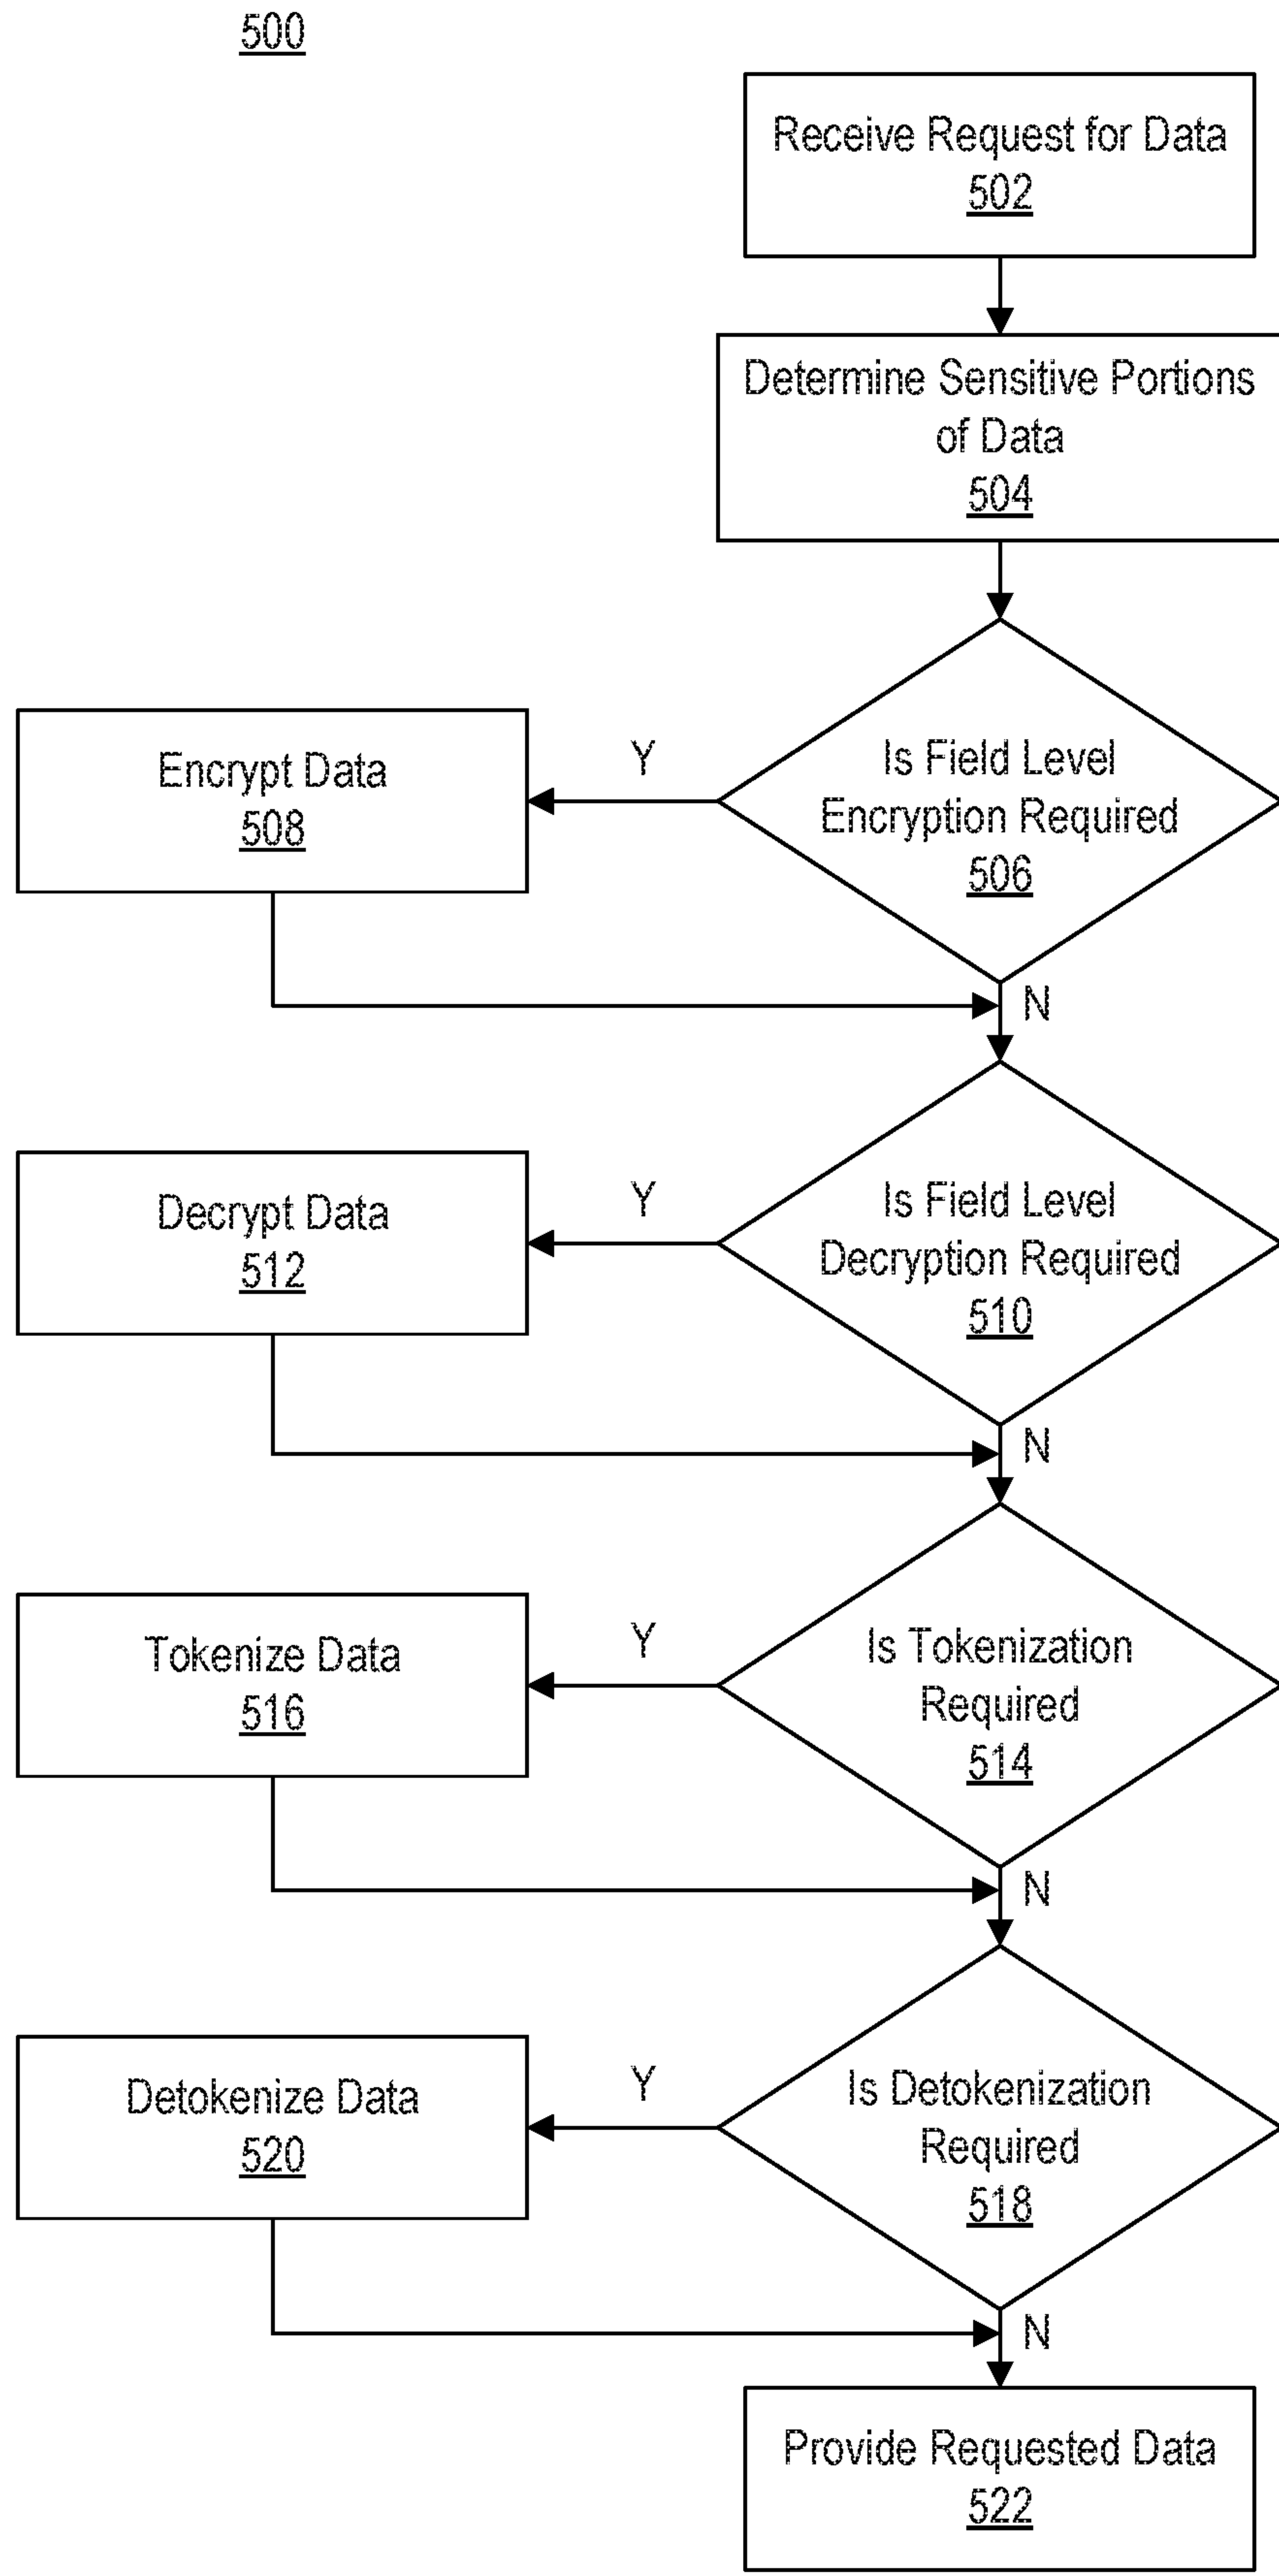 500
Receive Request for Data
502
Determine Sensitive Portions
of Data
504
Is Field Level
Encryption Required
506
Y
Encrypt Data
508
N
Is Field Level
Decryption Required
510
Y
Decrypt Data
512
N
Is Tokenization
Required
514
Y
Tokenize Data
516
N
Is Detokenization
Required
518
Y
Detokenize Data
520
N
Provide Requested Data
522